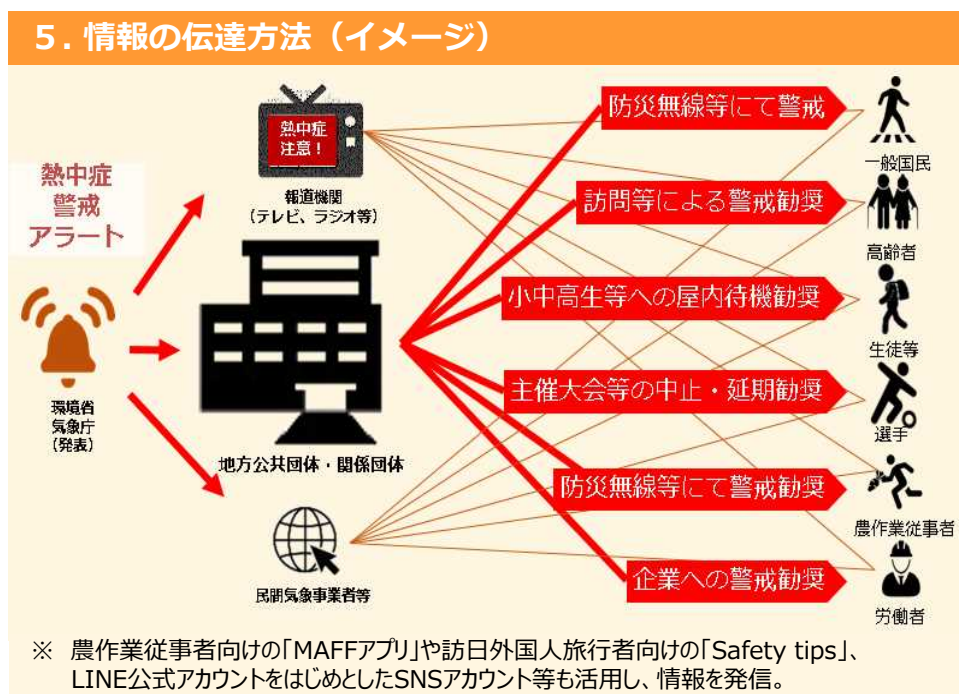 5．情報の伝達方法（イメージ）
熱中症
警戒
アラート
環境省
気象庁
（発表）
熱中症
注意！
報道機関
（テレビ、ラジオ等）
地方公共団体・関係団体
民間気象事業者等
防災無線等にて警戒
訪問等による警戒勧奨
小中高生等への屋内待機勧奨
主催大会等の中止・延期勧奨
防災無線等にて警戒勧奨
企業への警戒勧奨
一般国民
高齢者
生徒等
選手
農作業従事者
労働者
※　農作業従事者向けの「MAFFアプリ」や訪日外国人旅行者向けの「Safety tips」、
LINE公式アカウントをはじめとしたSNSアカウント等も活用し、情報を発信。